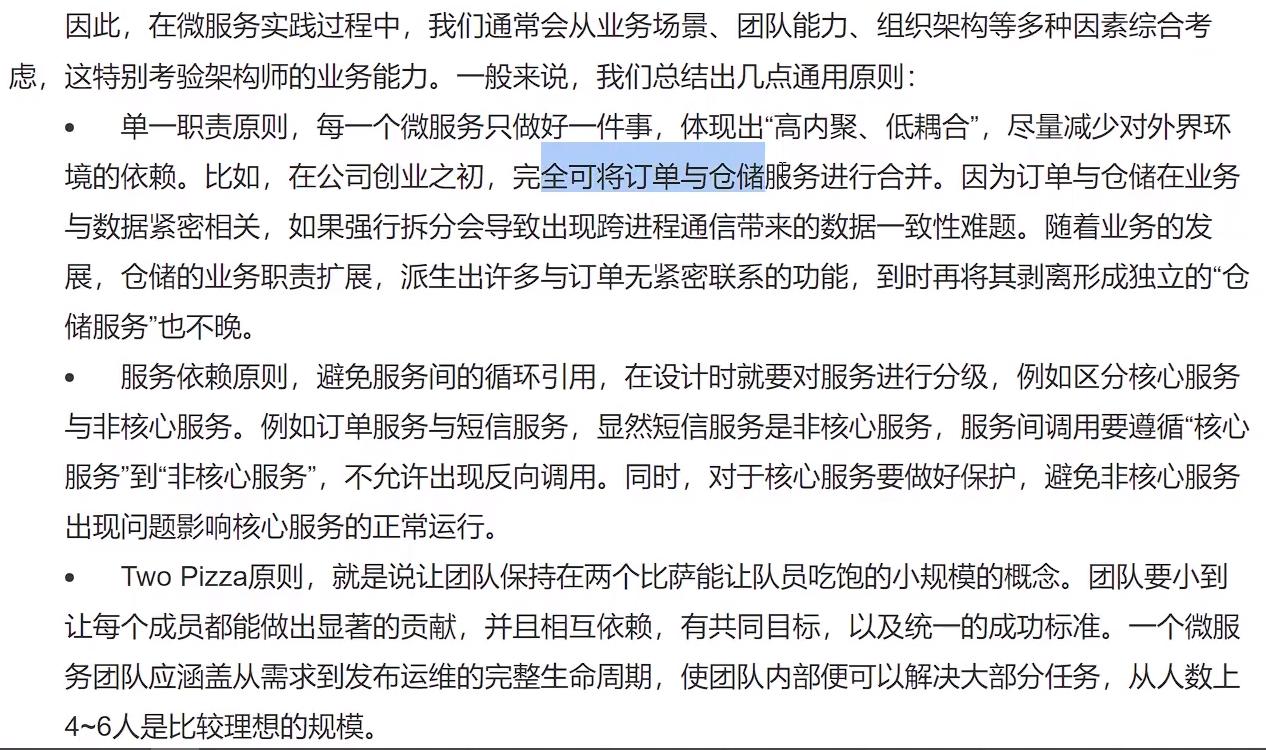 因此，在微服务实践过程中，我们通常会从业务场景、团队能力、组织架构等多种因素综合考
虑，这特别考验架构师的业务能力。一般来说，我们总结出几点通用原则：
• 单一职责原则，每一个微服务只做好一件事，体现出“高内聚、低耦合”，尽量减少对外界环
境的依赖。比如，在公司创业之初，完全可将订单与仓储服务进行合并。因为订单与仓储在业务
与数据紧密相关，如果强行拆分会导致出现跨进程通信带来的数据一致性难题。随着业务的发
展，仓储的业务职责扩展，派生出许多与订单无紧密联系的功能，到时再将其剥离形成独立的“仓
储服务”也不晚。
• 服务依赖原则，避免服务间的循环引用，在设计时就要对服务进行分级，例如区分核心服务
与非核心服务。例如订单服务与短信服务，显然短信服务是非核心服务，服务间调用要遵循“核心
服务”到“非核心服务”，不允许出现反向调用。同时，对于核心服务要做好保护，避免非核心服务
出现问题影响核心服务的正常运行。
• Two Pizza原则，就是说让团队保持在两个比萨能让队员吃饱的小规模的概念。团队要小到
让每个成员都能做出显著的贡献，并且相互依赖，有共同目标，以及统一的成功标准。一个微服
务团队应涵盖从需求到发布运维的完整生命周期，使团队内部便可以解决大部分任务，从人数上
4~6人是比较理想的规模。